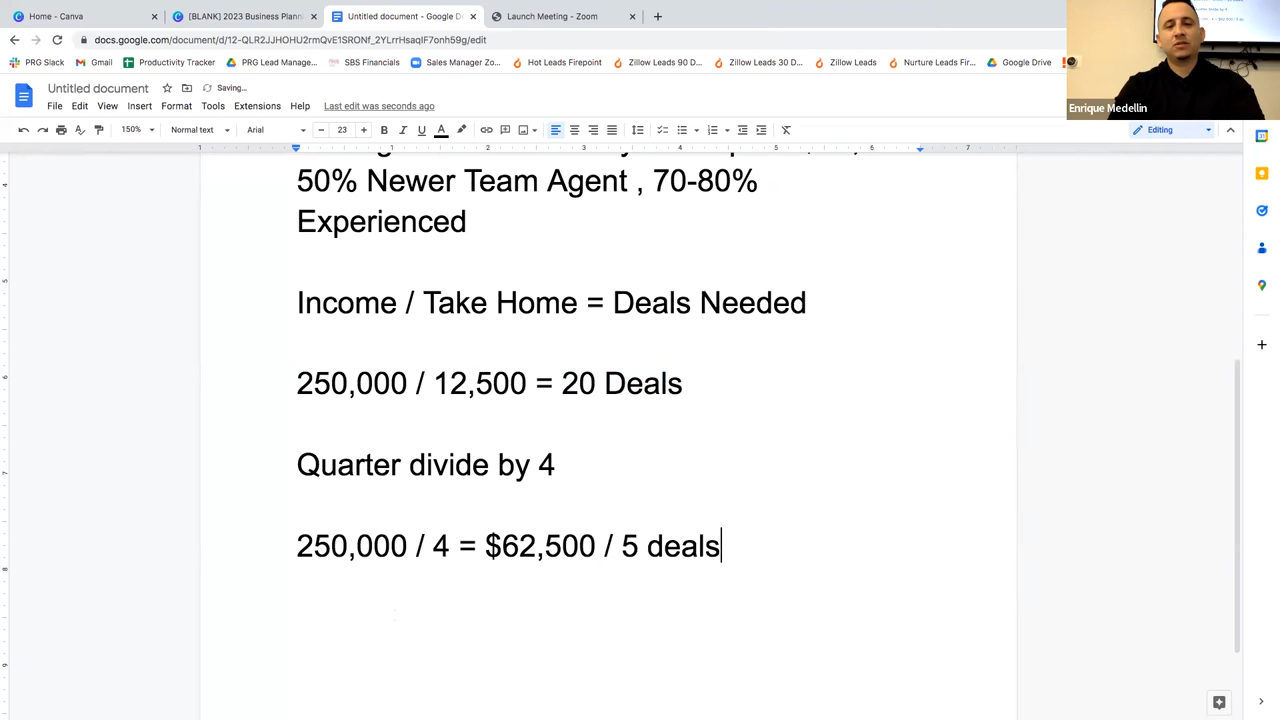 Home - Canva
[BLANK] 2023 Business Planni
Untitled document - Google Do
Launch Meeting - Zoom
docs.google.com/document/d/12-QLR2JJHOHU2rmQvE1SRONf_2YLrrHsaqIF7onh59g/edit
PRG Slack
Gmail
Productivity Tracker
PRG Lead Manage...
SBS Financials
Sales Manager Zo...
Hot Leads Firepoint
Zillow Leads 90 D...
Zillow Leads 30 D...
Zillow Leads
Nurture Leads Fir...
Google Drive
Untitled document
Saving...
File Edit View Insert Format Tools Extensions Help
Last edit was seconds ago
150% Normal text Arial 23
Editing
Enrique Medellin
50% Newer Team Agent , 70-80%
Experienced
Income / Take Home = Deals Needed
250,000 / 12,500 = 20 Deals
Quarter divide by 4
250,000 / 4 = $62,500 / 5 deals